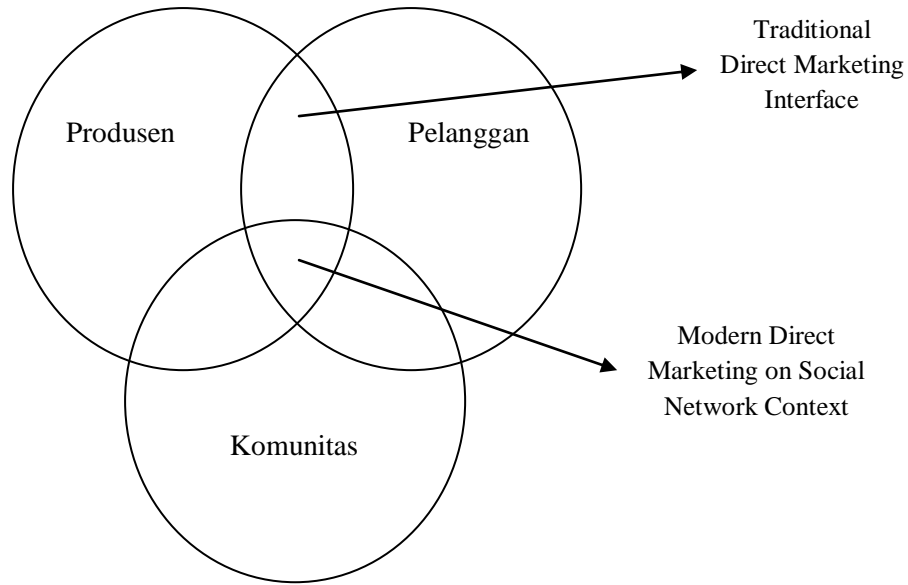 Traditional
Direct Marketing
Interface
Produsen
Pelanggan
Modern Direct
Marketing on Social
Network Context
Komunitas